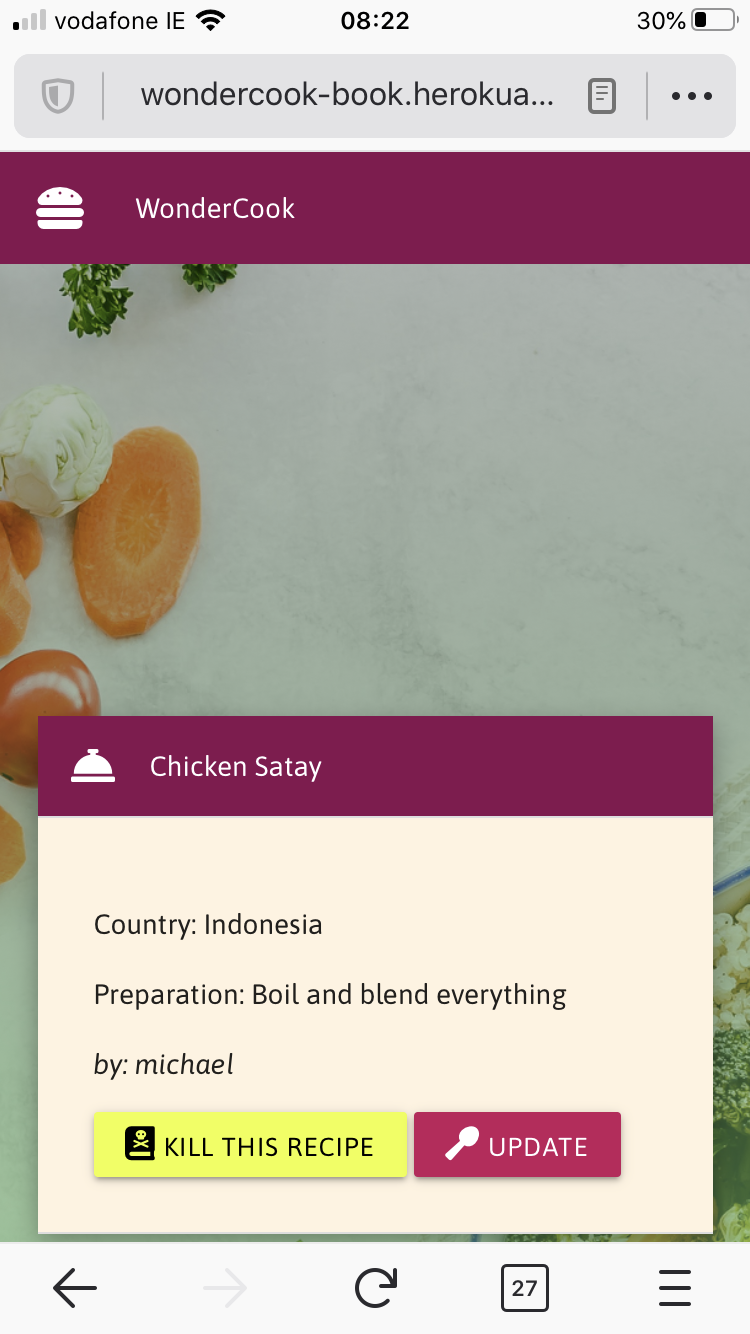 vodafone IE 08:22 30%
wondercook-book.herokua...
WonderCook
Chicken Satay
Country: Indonesia
Preparation: Boil and blend everything
by: michael
KILL THIS RECIPE UPDATE
27